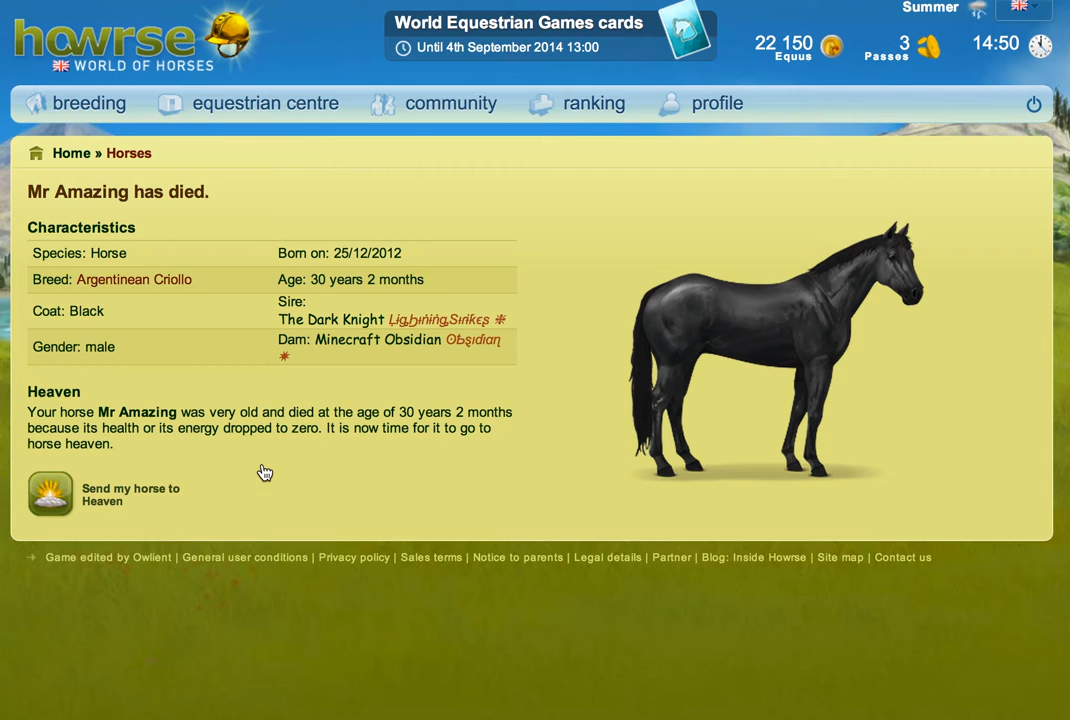 howrse
WORLD OF HORSES
World Equestrian Games cards
Until 4th September 2014 13:00
Summer
22 150
Equus
3
Passes
14:50
breeding
equestrian centre
community
ranking
profile
Home » Horses
Mr Amazing has died.
Characteristics
Species: Horse
Born on: 25/12/2012
Breed: Argentinean Criollo
Age: 30 years 2 months
Coat: Black
Sire:
The Dark Knight
Gender: male
Dam: Minecraft Obsidian
Heaven
Your horse Mr Amazing was very old and died at the age of 30 years 2 months
because its health or its energy dropped to zero. It is now time for it to go to
horse heaven.
Send my horse to
Heaven
Game edited by Owlient | General user conditions | Privacy policy | Sales terms | Notice to parents | Legal details | Partner | Blog: Inside Howrse | Site map | Contact us